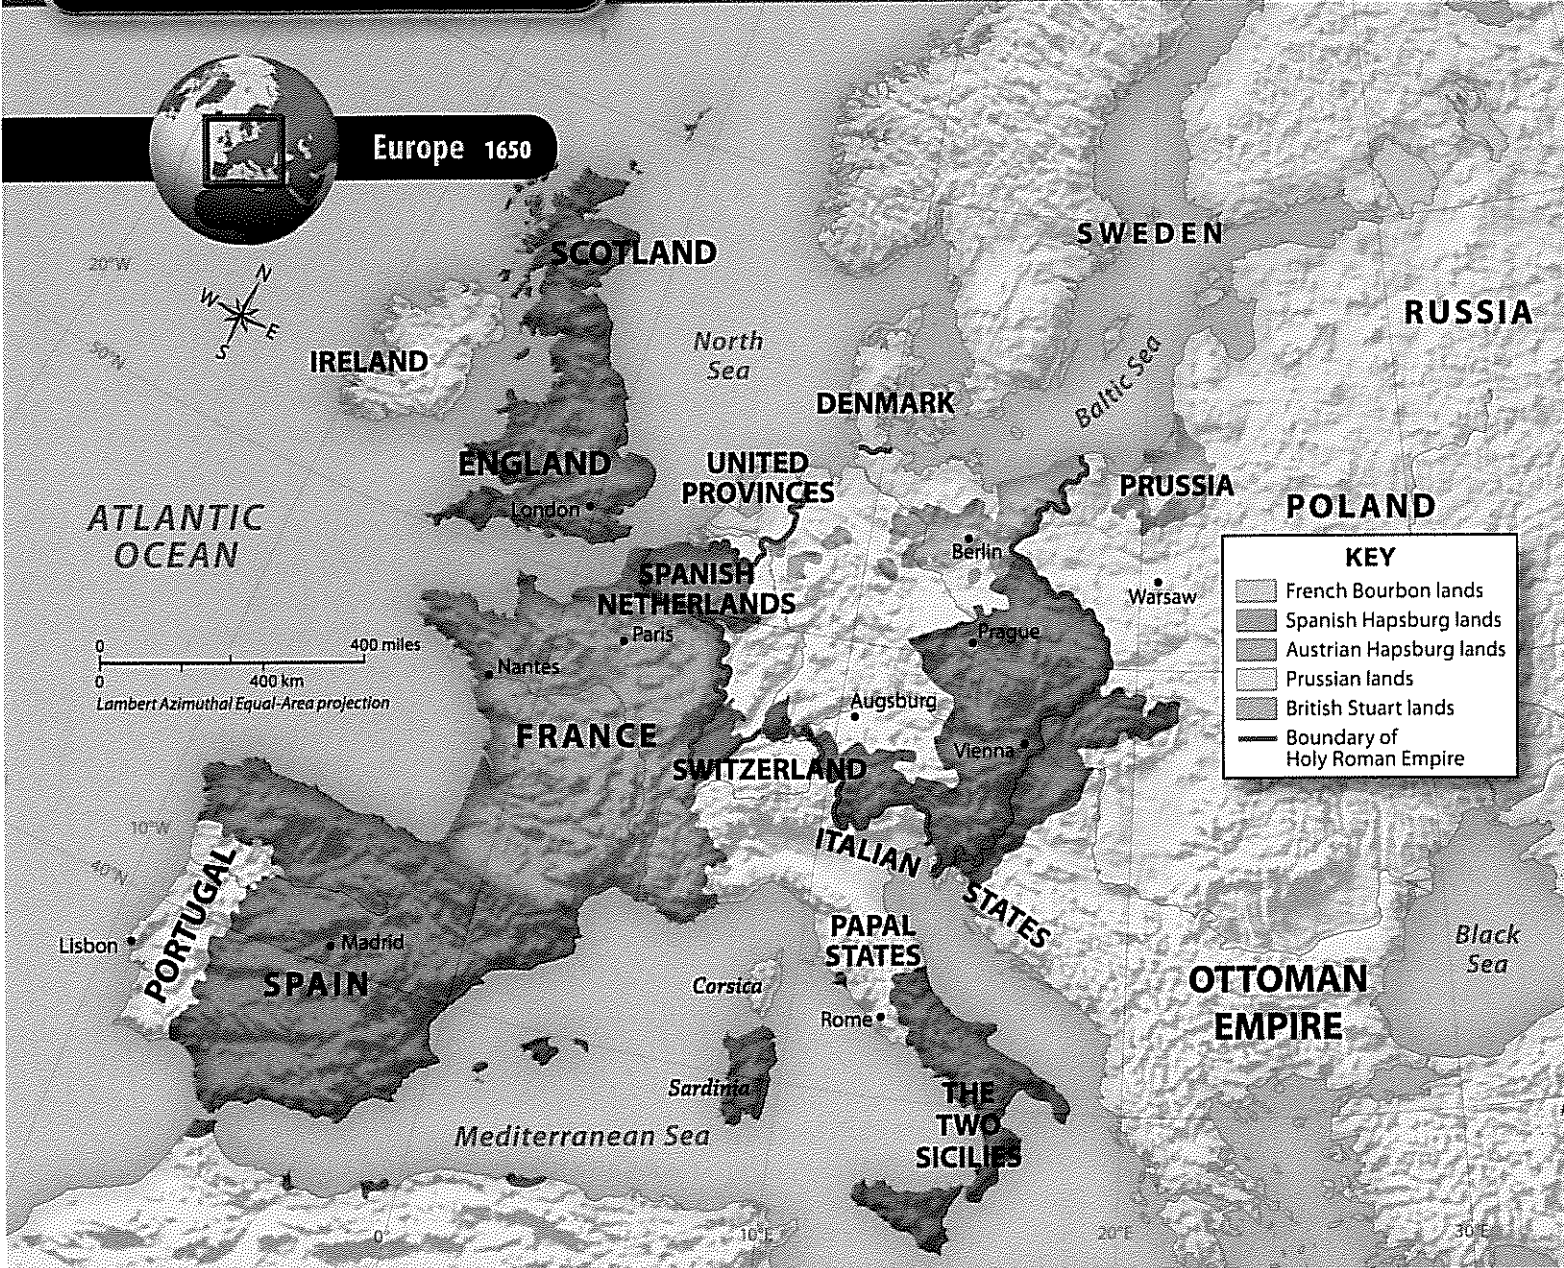 Europe 1650
20°W
N
W
E
S
50°N
SCOTLAND
IRELAND
North
Sea
SWEDEN
RUSSIA
DENMARK
Baltic Sea
ENGLAND
London
UNITED
PROVINCES
PRUSSIA
POLAND
ATLANTIC
OCEAN
SPANISH
NETHERLANDS
Berlin
Warsaw
Paris
Prague
Nantes
0
400 miles
0
400 km
Lambert Azimuthal Equal-Area projection
KEY
French Bourbon lands
Spanish Hapsburg lands
Austrian Hapsburg lands
Prussian lands
British Stuart lands
Boundary of
Holy Roman Empire
Augsburg
FRANCE
Vienna
SWITZERLAND
10°W
40°N
ITALIAN
STATES
PORTUGAL
Lisbon
Madrid
SPAIN
PAPAL
STATES
Corsica
Rome
Black
Sea
OTTOMAN
EMPIRE
Sardinia
THE
TWO
SICILIES
Mediterranean Sea
0
10°E
20°E
30°E